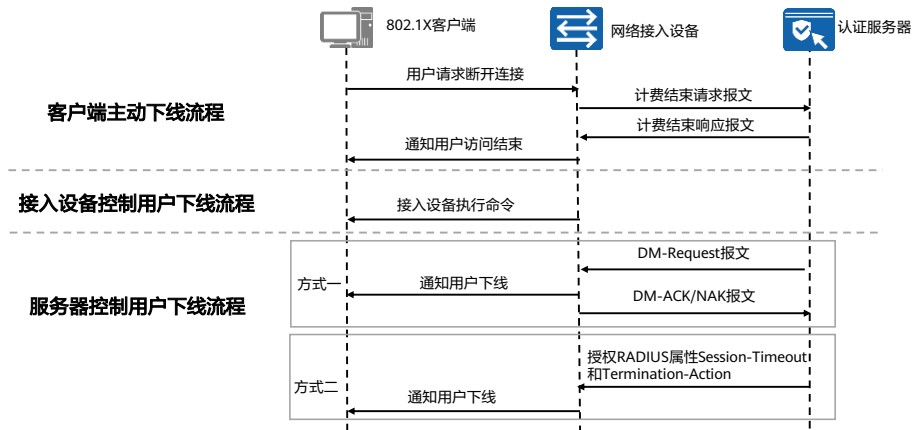 802.1X客户端
网络接入设备
认证服务器
用户请求断开连接
计费结束请求报文
客户端主动下线流程
计费结束响应报文
通知用户访问结束
接入设备控制用户下线流程
接入设备执行命令
DM-Request报文
方式一
通知用户下线
DM-ACK/NAK报文
服务器控制用户下线流程
授权RADIUS属性Session-Timeout
和Termination-Action
方式二
通知用户下线